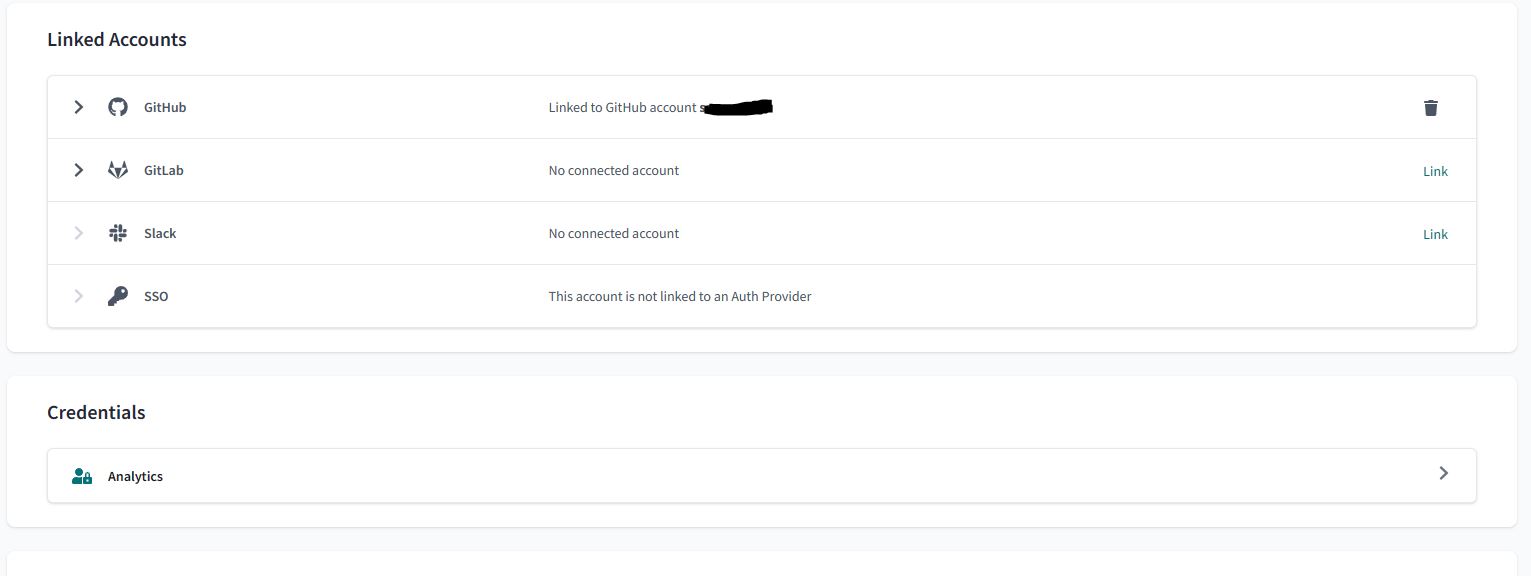 Linked Accounts
GitHub Linked to GitHub account
GitLab No connected account Link
Slack No connected account Link
SSO This account is not linked to an Auth Provider
Credentials
Analytics